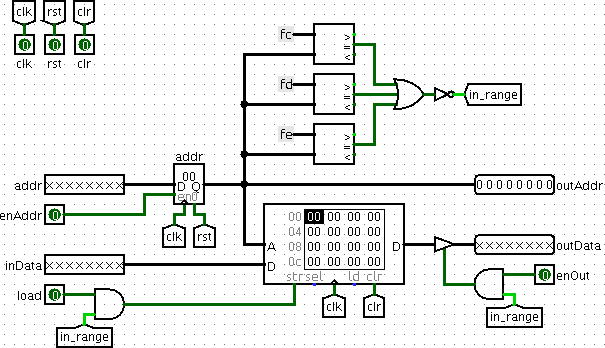 clk rst clr
0 0 0
clk rst clr
fc > = <
in_range
fd > = <
fe > = <
addr
00
addr xxxxxxxx D Q 00000000 outAddr
en 0
enAddr 0
clk rst
00 00 00 00 00
04 00 00 00 00
A 08 00 00 00 00 D xxxxxxxx outData
inData xxxxxxxx D 0c 00 00 00 00
str sel ld clr
0 enOut
load 0
clk clr
in_range
in_range